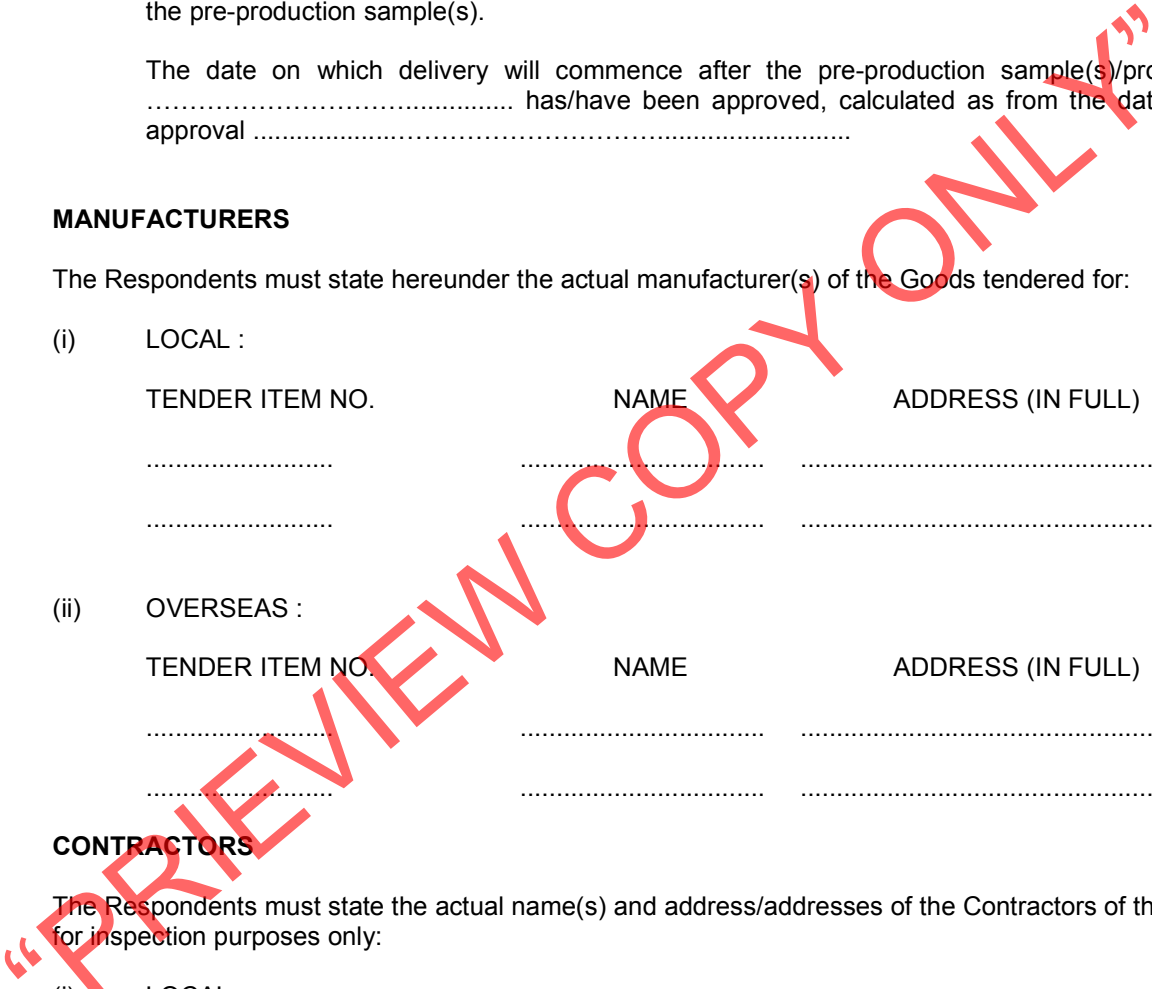 the pre-production sample(s).
The date on which delivery will commence after the pre-production sample(s)/pro
………………………….............. has/have been approved, calculated as from the dat
approval ....................…………………………..........................
MANUFACTURERS
The Respondents must state hereunder the actual manufacturer(s) of the Goods tendered for:
(i) LOCAL :
TENDER ITEM NO. NAME ADDRESS (IN FULL)
.......................... .................................. .................................................
.......................... .................................. .................................................
(ii) OVERSEAS :
TENDER ITEM NO. NAME ADDRESS (IN FULL)
.......................... .................................. .................................................
.......................... .................................. .................................................
CONTRACTORS
The Respondents must state the actual name(s) and address/addresses of the Contractors of th
for inspection purposes only:
(i) LOCAL
“PRIEVIEW COPY ONLY”